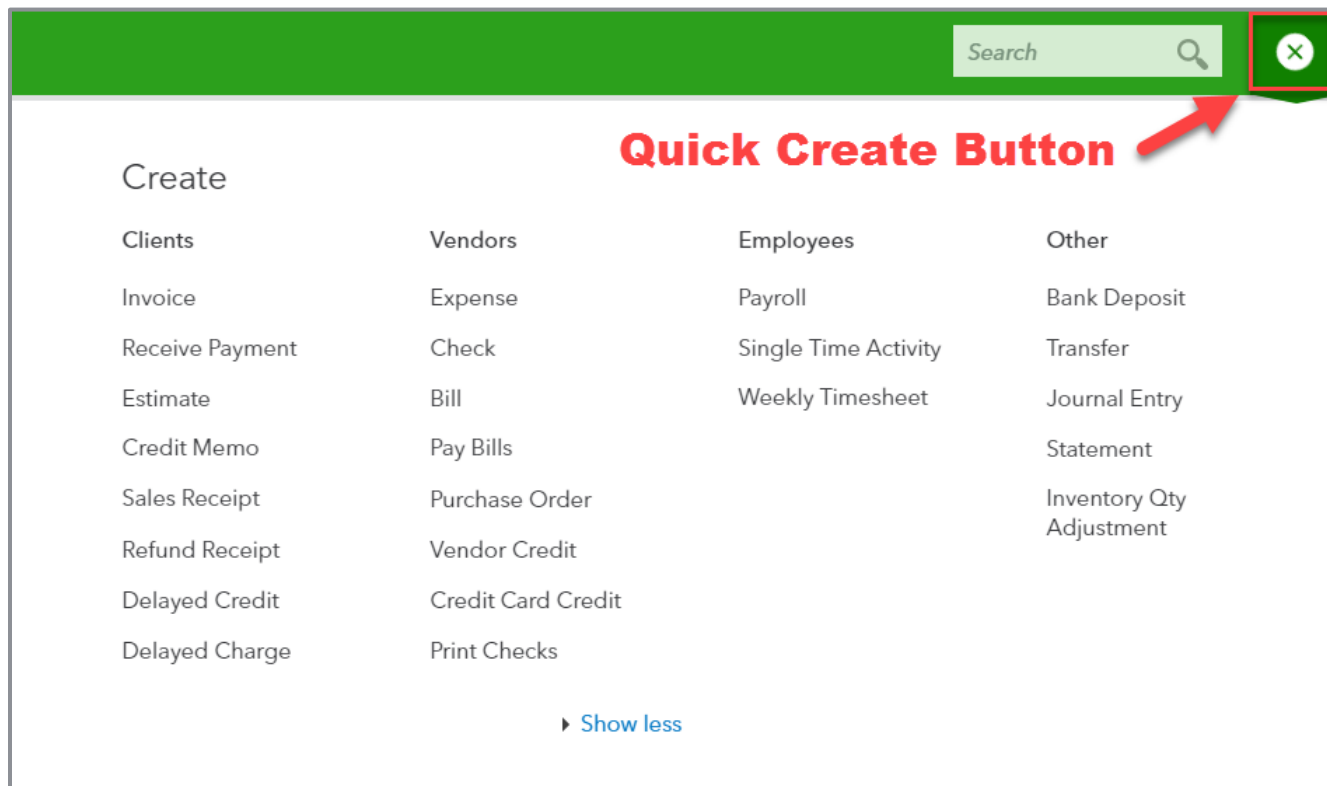 Search
Quick Create Button
Create
Clients
Invoice
Receive Payment
Estimate
Credit Memo
Sales Receipt
Refund Receipt
Delayed Credit
Delayed Charge
Vendors
Expense
Check
Bill
Pay Bills
Purchase Order
Vendor Credit
Credit Card Credit
Print Checks
Employees
Payroll
Single Time Activity
Weekly Timesheet
Other
Bank Deposit
Transfer
Journal Entry
Statement
Inventory Qty
Adjustment
Show less